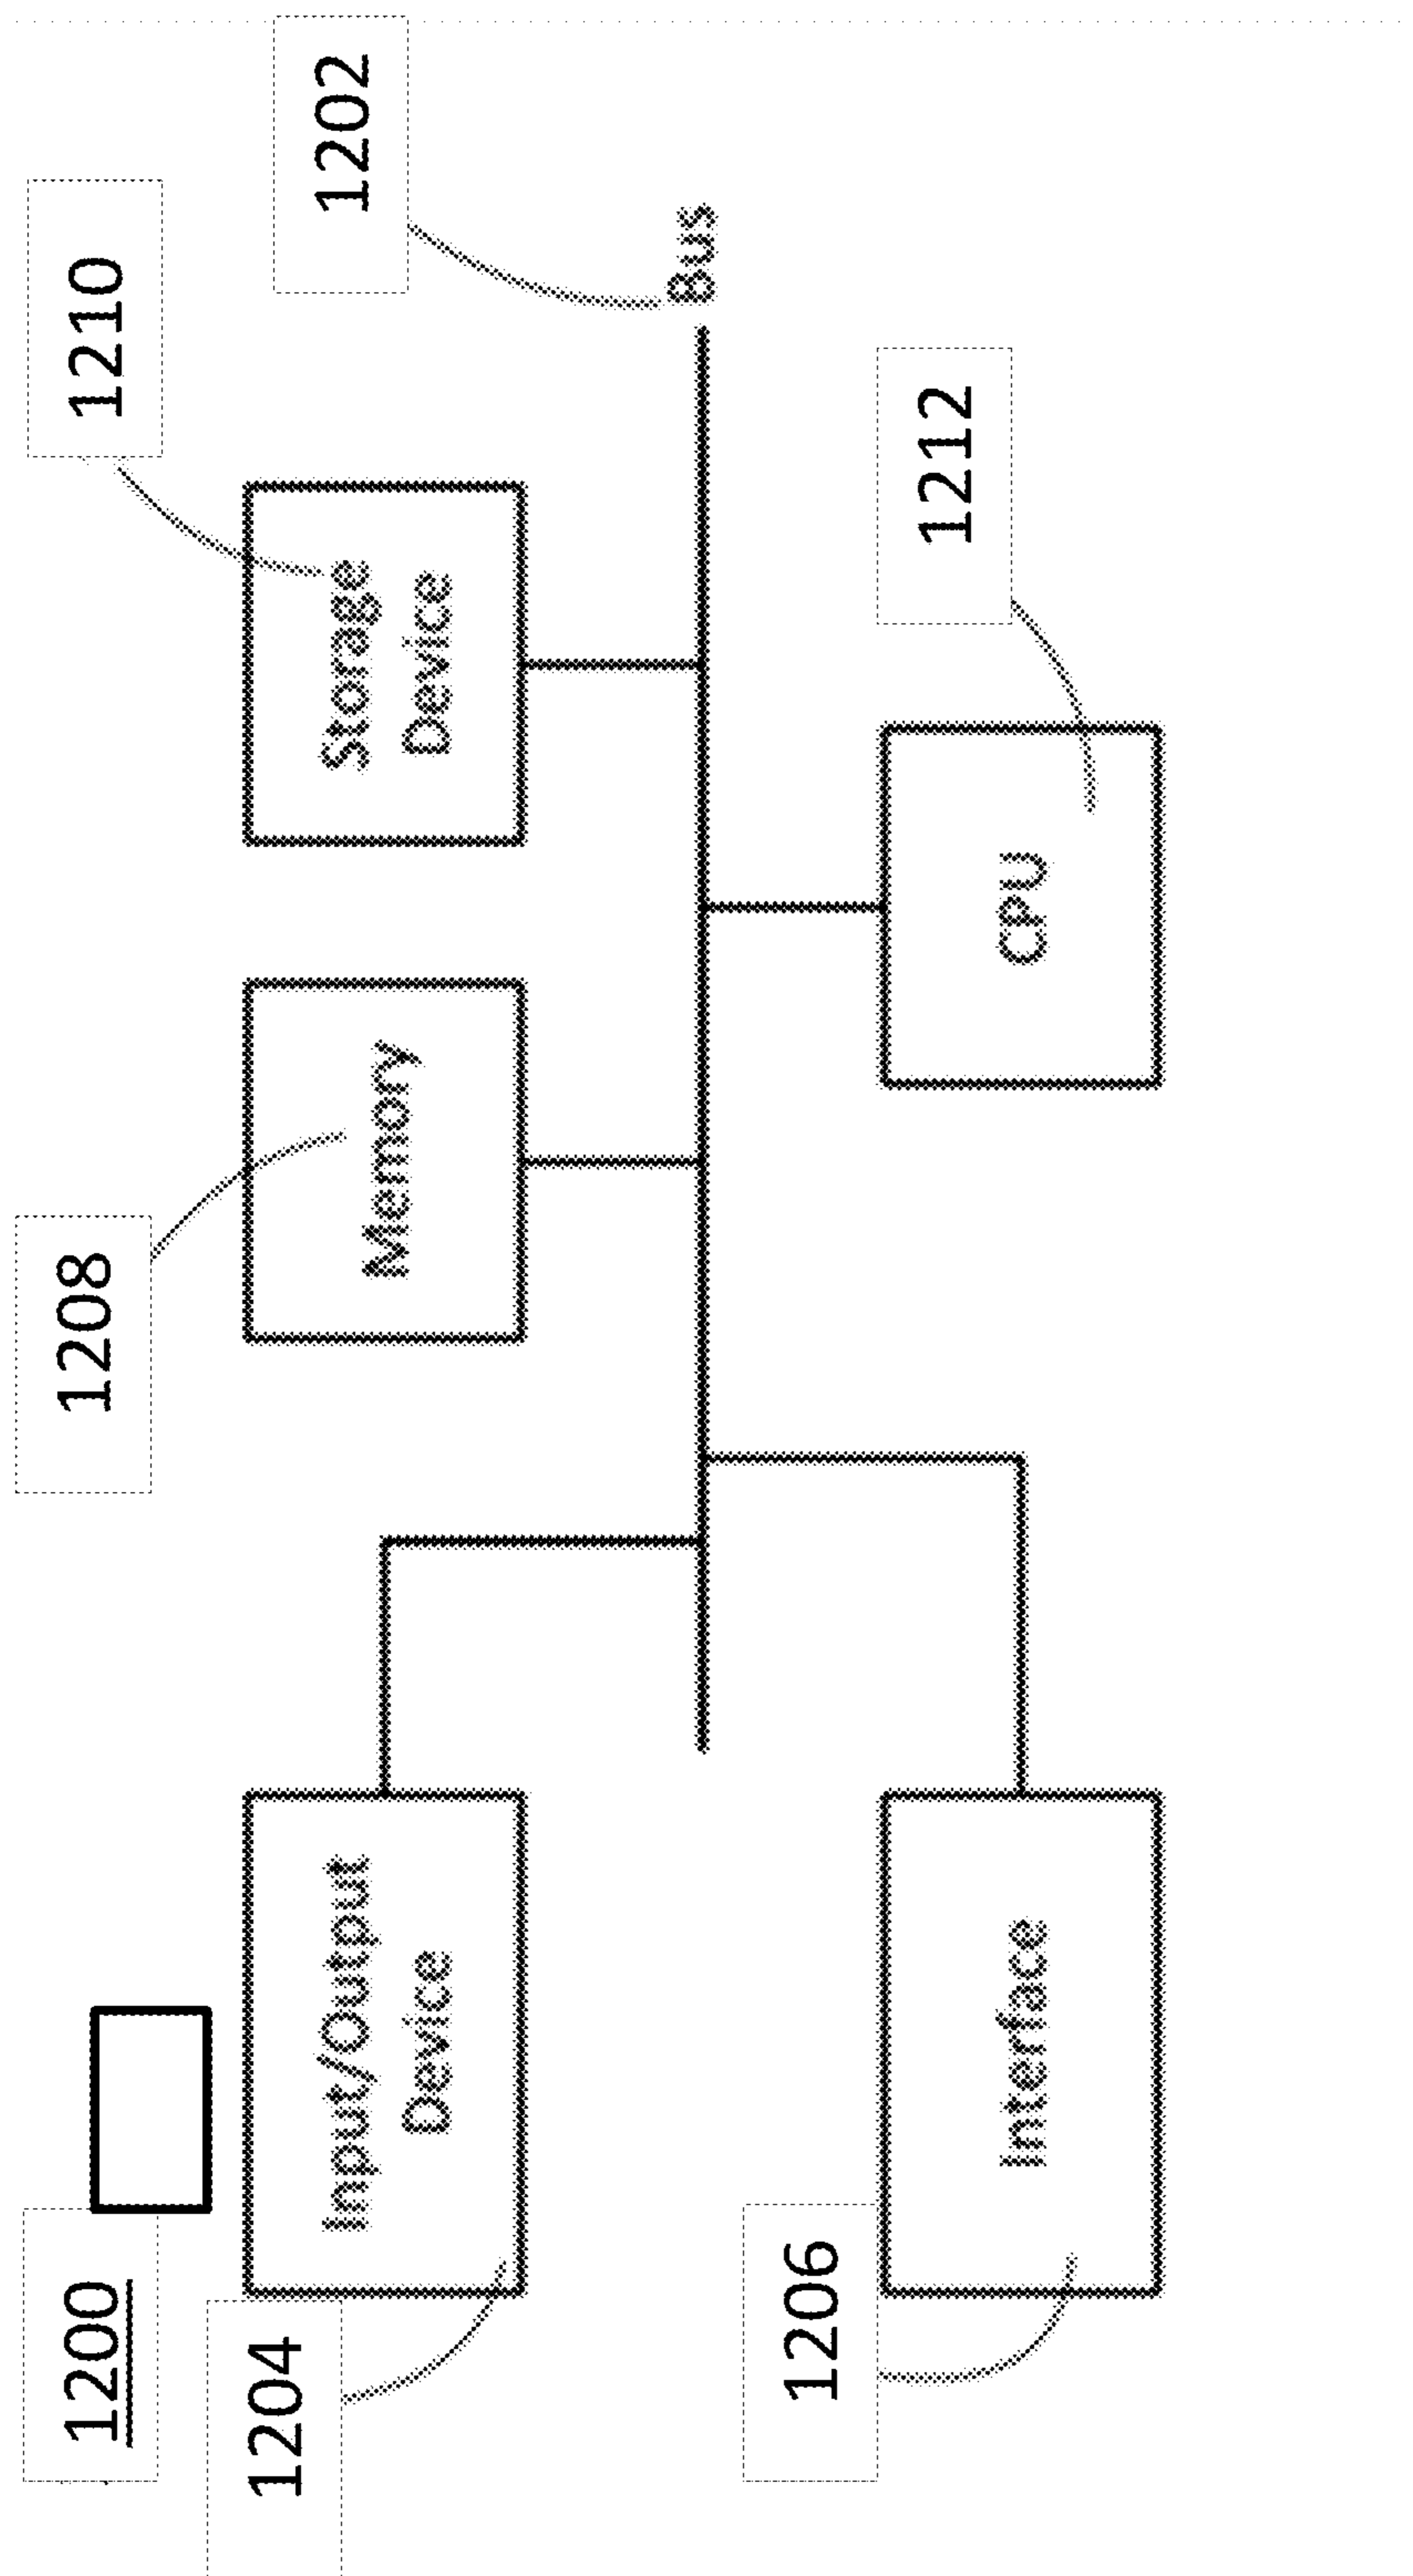 1200
1204
Input/Output
Device
1208
Memory
1210
Storage
Device
1202
Bus
1206
Interface
CPU
1212